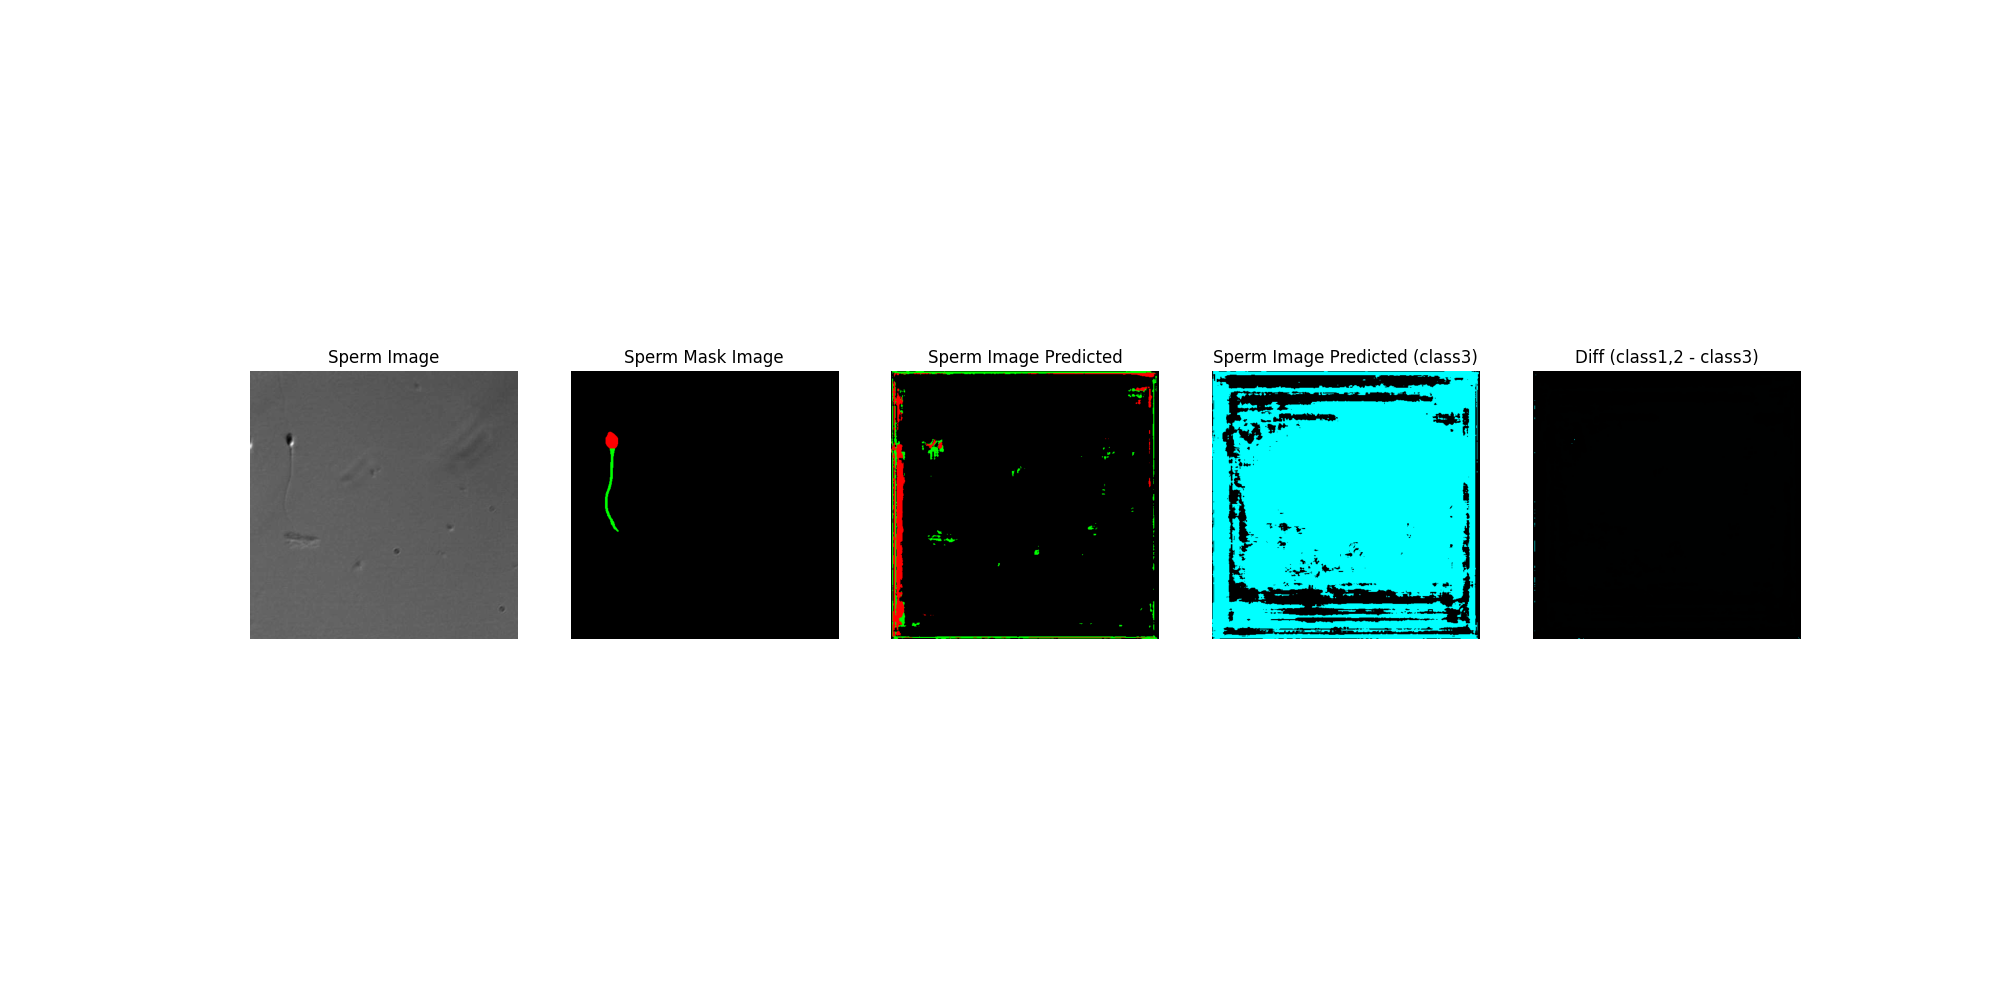 Sperm Image
Sperm Mask Image
Sperm Image Predicted
Sperm Image Predicted (class3)
Diff (class1,2 - class3)